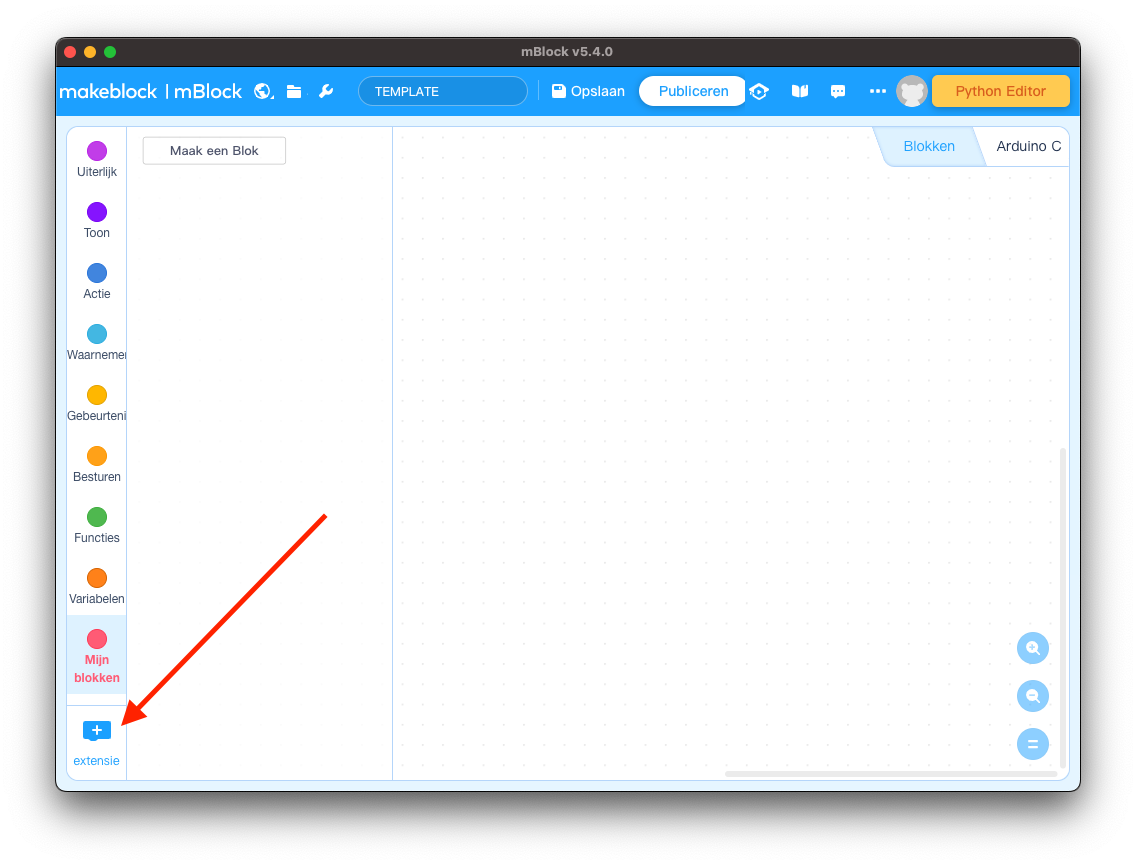 mBlock v5.4.0
makeblock | mBlock
TEMPLATE
Opslaan
Publiceren
Python Editor
Uiterlijk
Toon
Actie
Waarnemen
Gebeurteni
Besturen
Functies
Variabelen
Mijn
blokken
extensie
Maak een Blok
Blokken
Arduino C